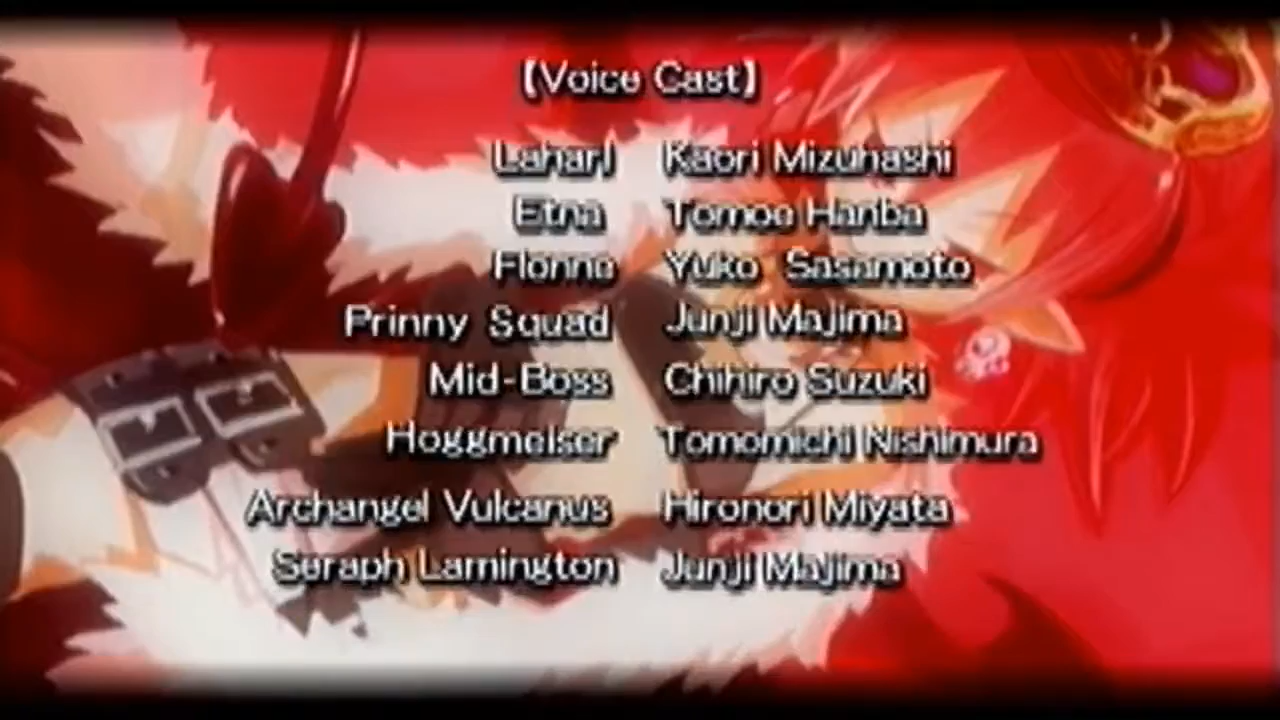 【Voice Cast】
Laharl Kaori Mizuhashi
Etna Tomoe Hanba
Flonne Yuko Sasamoto
Prinny Squad Junji Majima
Mid-Boss Chihiro Suzuki
Hoggmeiser Tomomichi Nishimura
Archangel Vulcanus Hironori Miyata
Seraph Lamington Junji Majima